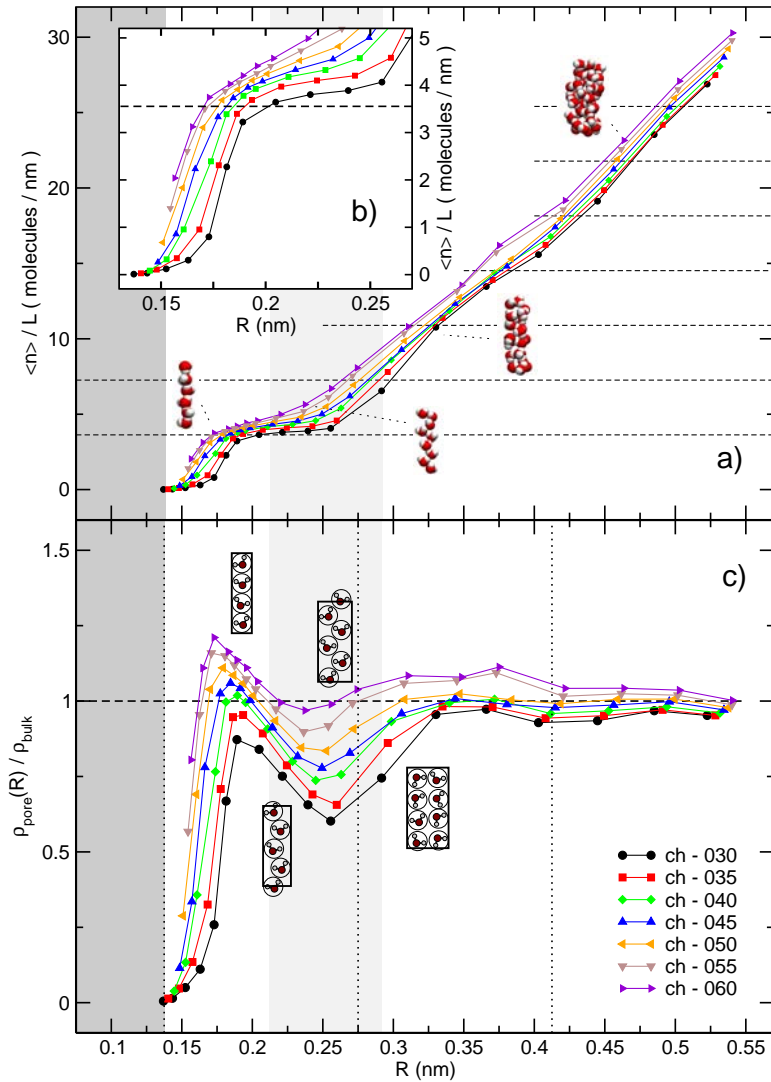 30
20
10
0
<n> / L ( molecules / nm )
b)
5
4
3
2
1
0
<n> / L ( molecules / nm )
0.15
0.2
0.25
R (nm)
a)
1.5
1
0.5
0
ρpore(R) / ρbulk
c)
ch - 030
ch - 035
ch - 040
ch - 045
ch - 050
ch - 055
ch - 060
0.1
0.15
0.2
0.25
0.3
0.35
0.4
0.45
0.5
0.55
R (nm)